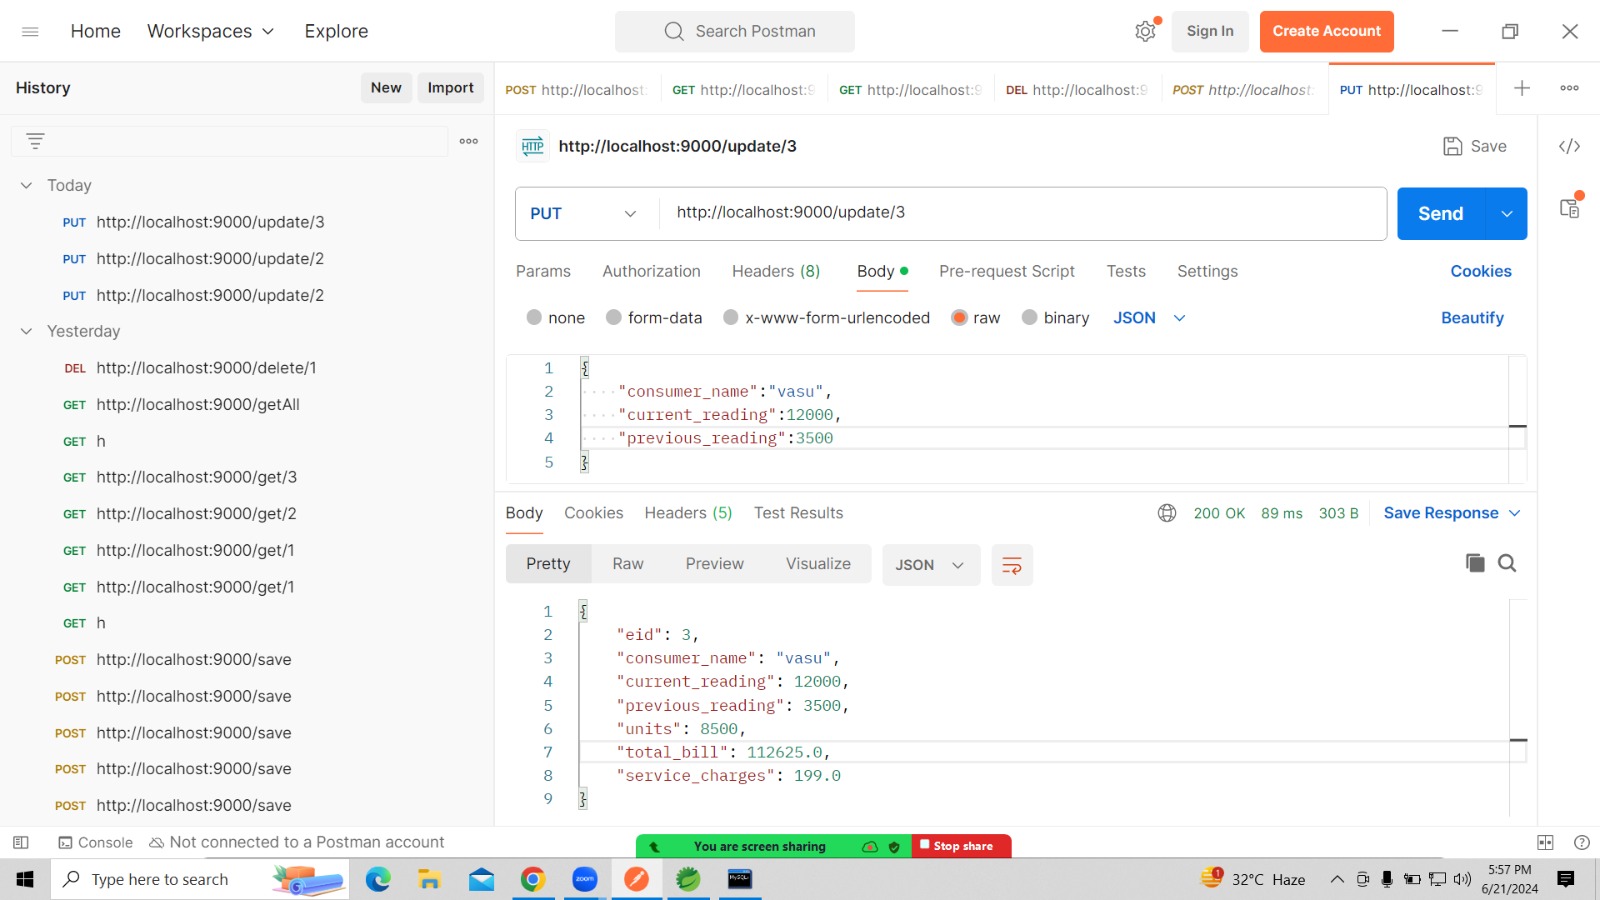 Home Workspaces Explore Search Postman Sign In Create Account
History New Import
POST http://localhost: GET http://localhost:9 GET http://localhost:9 DEL http://localhost:9 POST http://localhost: PUT http://localhost:9
HTTP http://localhost:9000/update/3 Save
Today
PUT http://localhost:9000/update/3
PUT http://localhost:9000/update/2
PUT http://localhost:9000/update/2
Yesterday
DEL http://localhost:9000/delete/1
GET http://localhost:9000/getAll
GET h
GET http://localhost:9000/get/3
GET http://localhost:9000/get/2
GET http://localhost:9000/get/1
GET http://localhost:9000/get/1
GET h
POST http://localhost:9000/save
POST http://localhost:9000/save
POST http://localhost:9000/save
POST http://localhost:9000/save
POST http://localhost:9000/save
PUT http://localhost:9000/update/3 Send
Params Authorization Headers (8) Body Pre-request Script Tests Settings Cookies
none form-data x-www-form-urlencoded raw binary JSON Beautify
1 {
2 "consumer_name":"vasu",
3 "current_reading":12000,
4 "previous_reading":3500
5 }
Body Cookies Headers (5) Test Results 200 OK 89 ms 303 B Save Response
Pretty Raw Preview Visualize JSON
1 {
2 "eid": 3,
3 "consumer_name": "vasu",
4 "current_reading": 12000,
5 "previous_reading": 3500,
6 "units": 8500,
7 "total_bill": 112625.0,
8 "service_charges": 199.0
9 }
Console Not connected to a Postman account
You are screen sharing Stop share
Type here to search zoom MySQL 1 32°C Haze 5:57 PM
6/21/2024